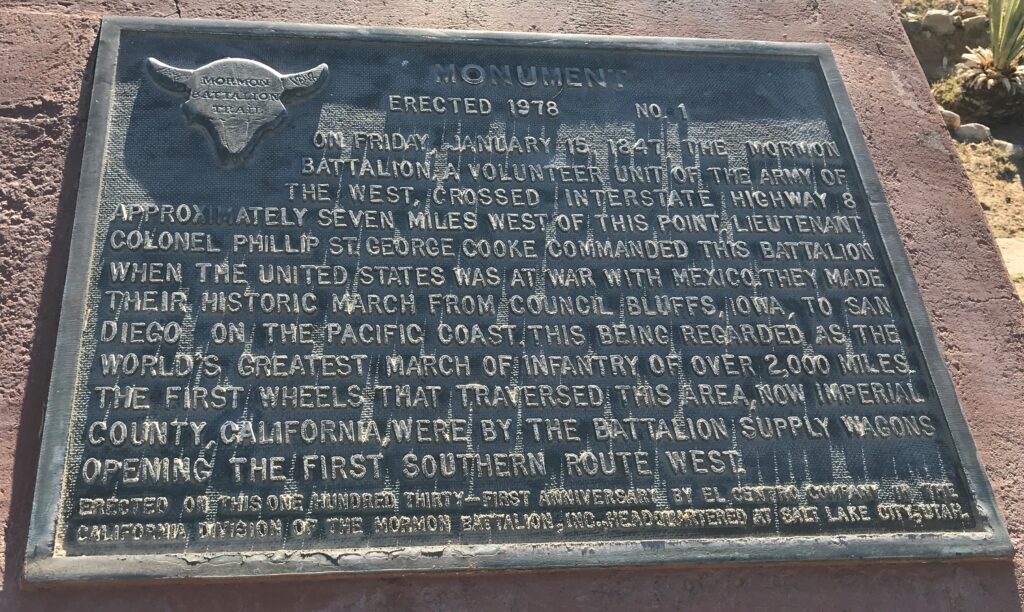 MORMON
BATTALION
TRAIL
MONUMENT
ERECTED 1978 NO. 1
ON FRIDAY, JANUARY 15, 1847, THE MORMON
BATTALION, A VOLUNTEER UNIT OF THE ARMY OF
THE WEST, CROSSED INTERSTATE HIGHWAY 8
APPROXIMATELY SEVEN MILES WEST OF THIS POINT. LIEUTENANT
COLONEL PHILLIP ST. GEORGE COOKE COMMANDED THIS BATTALION
WHEN THE UNITED STATES WAS AT WAR WITH MEXICO. THEY MADE
THEIR HISTORIC MARCH FROM COUNCIL BLUFFS, IOWA, TO SAN
DIEGO ON THE PACIFIC COAST. THIS BEING REGARDED AS THE
WORLD'S GREATEST MARCH OF INFANTRY OF OVER 2,000 MILES.
THE FIRST WHEELS THAT TRAVERSED THIS AREA, NOW IMPERIAL
COUNTY, CALIFORNIA, WERE BY THE BATTALION SUPPLY WAGONS
OPENING THE FIRST SOUTHERN ROUTE WEST.
ERECTED ON THIS ONE HUNDRED THIRTY-FIRST ANNIVERSARY BY EL CENTRO COMPANY IN THE
CALIFORNIA DIVISION OF THE MORMON BATTALION, INC., HEADQUARTERED AT SALT LAKE CITY, UTAH.